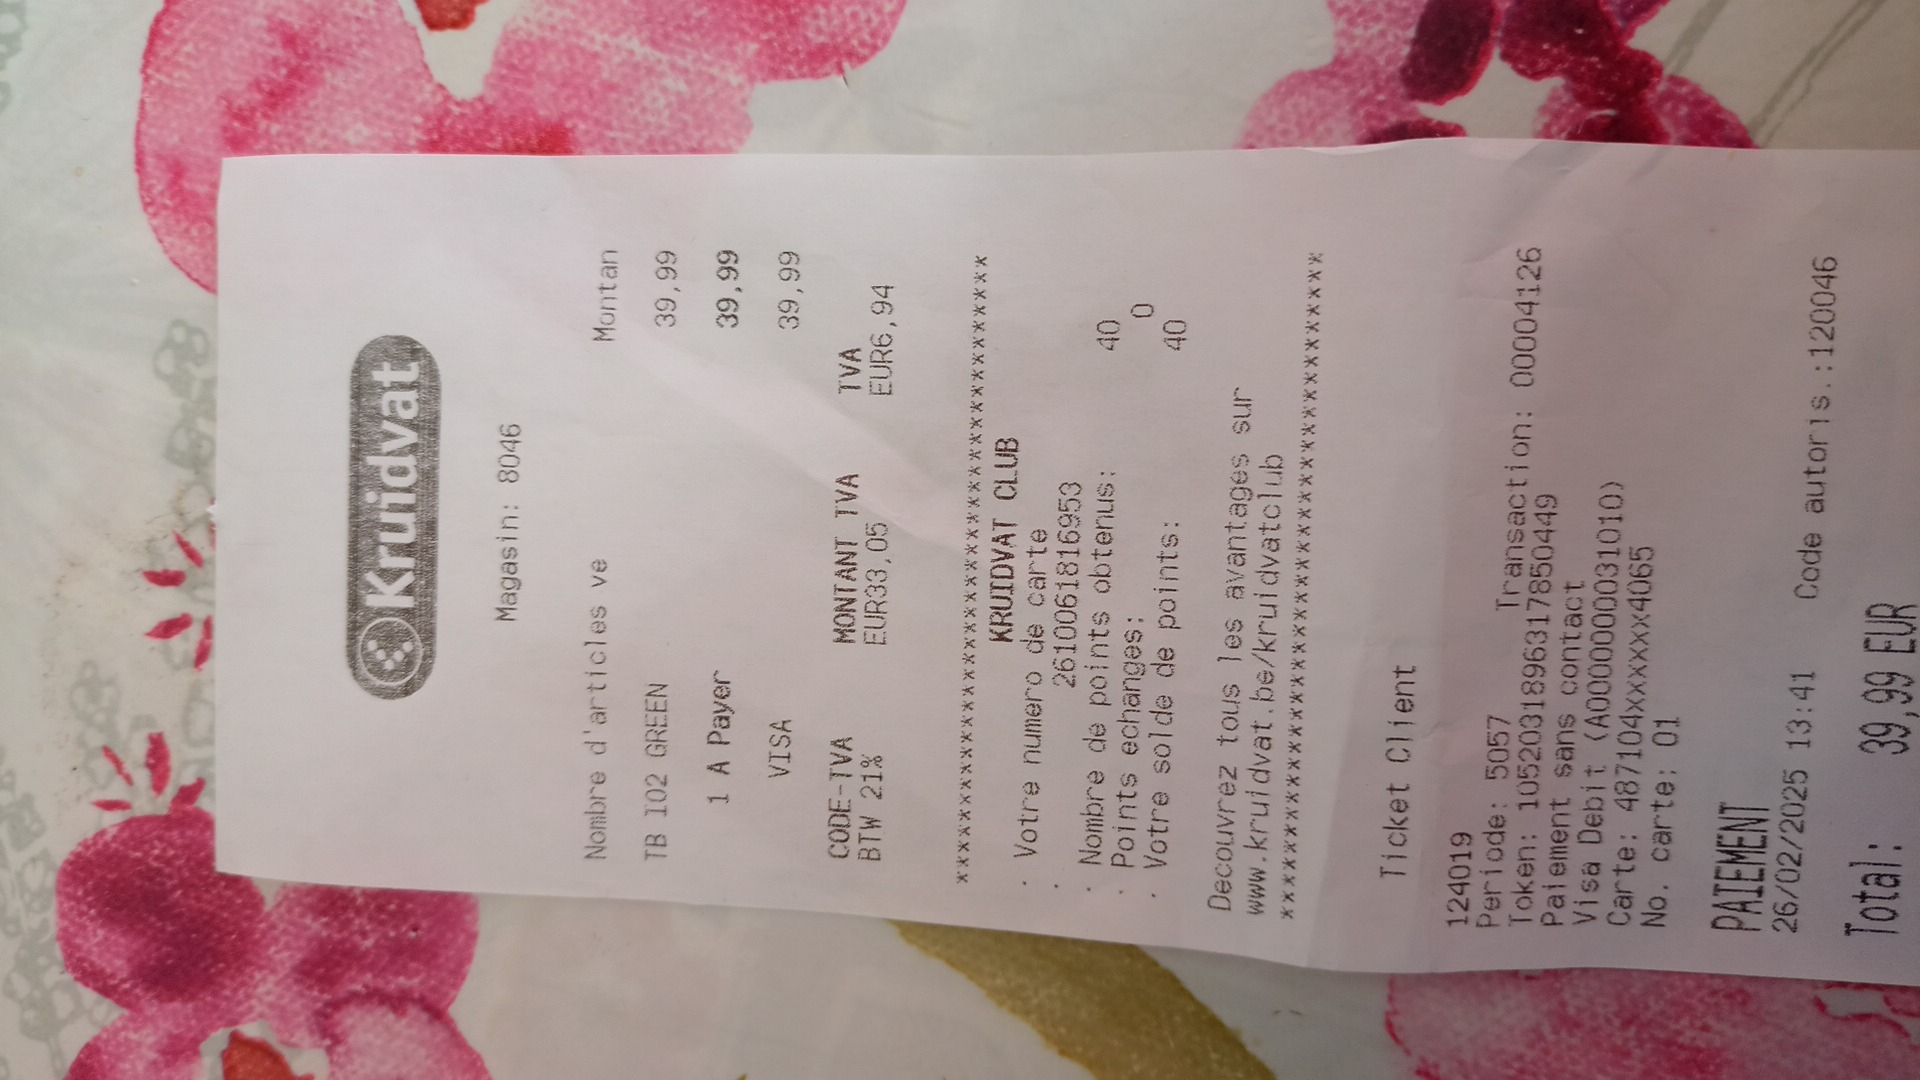 Kruidvat
Magasin: 8046
Nombre d'articles ve Montan
TB IO2 GREEN 39,99
1 A Payer 39,99
VISA 39,99
CODE-TVA MONTANT TVA TVA
BTW 21% EUR33,05 EUR6,94
****************************************
KRUIDVAT CLUB
· Votre numero de carte
· 2610061816953
· Nombre de points obtenus: 40
· Points echanges: 0
· Votre solde de points: 40
Decouvrez tous les avantages sur
www.kruidvat.be/kruidvatclub
******************************************
Ticket Client
124019
Periode: 5057 Transaction: 00004126
Token: 1052031896317850449
Paiement sans contact
Visa Debit (A0000000031010)
Carte: 487104xxxxxx4065
No. carte: 01
PAIEMENT
26/02/2025 13:41 Code autoris.:120046
Total: 39,99 EUR